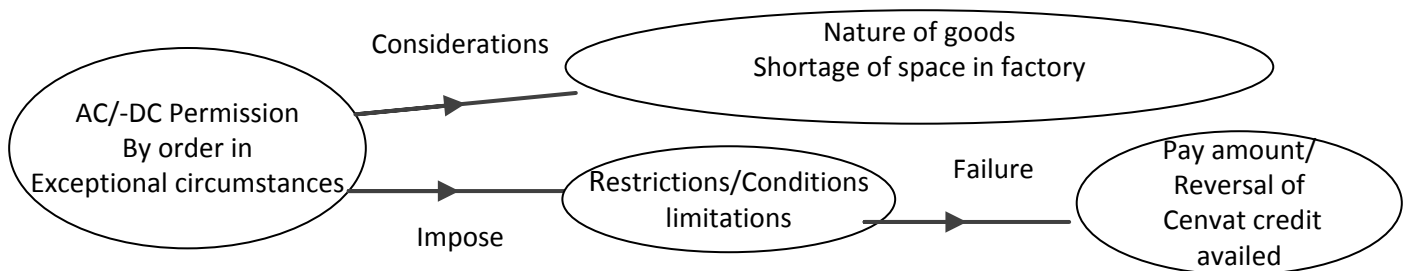 Considerations
Nature of goods
Shortage of space in factory
AC/-DC Permission
By order in
Exceptional circumstances
Restrictions/Conditions
limitations
Impose
Failure
Pay amount/
Reversal of
Cenvat credit
availed